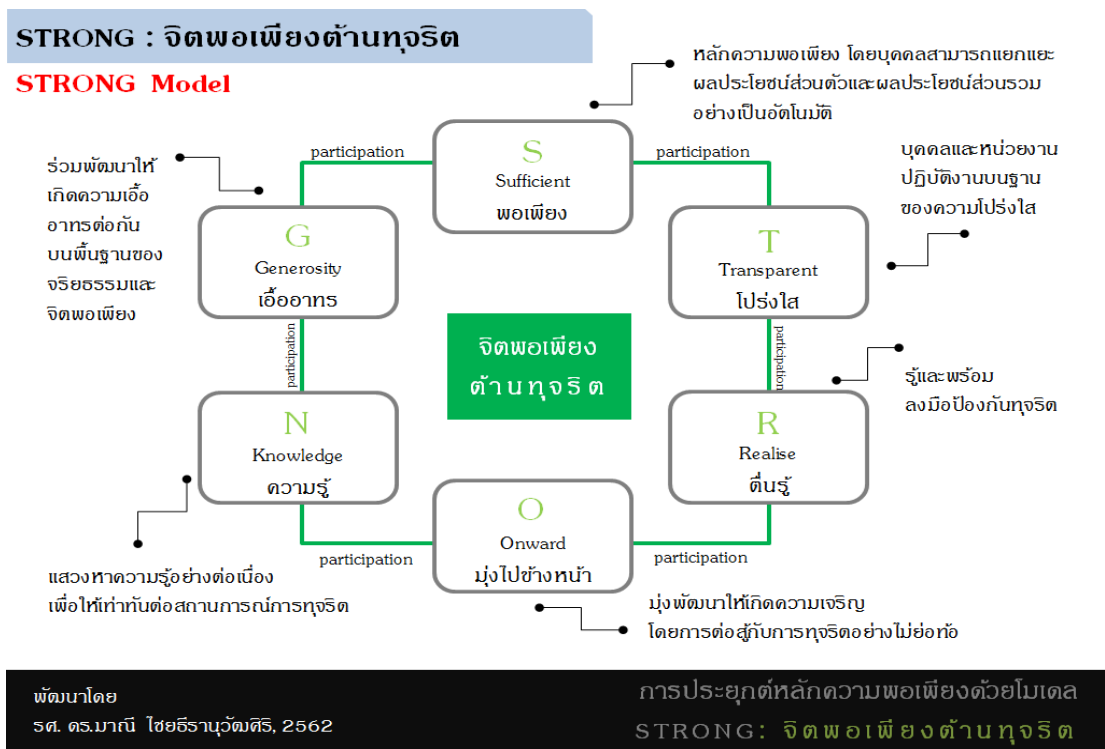 STRONG : จิตพอเพียงต้านทุจริต
STRONG Model
หลักความพอเพียง โดยบุคคลสามารถแยกแยะ
ผลประโยชน์ส่วนตัวและผลประโยชน์ส่วนรวม
อย่างเป็นอัตโนมัติ
participation
S
Sufficient
พอเพียง
participation
ร่วมพัฒนาให้
เกิดความเอื้อ
อาทรต่อกัน
บนพื้นฐานของ
จริยธรรมและ
จิตพอเพียง
บุคคลและหน่วยงาน
ปฏิบัติงานบนฐาน
ของความโปร่งใส
G
Generosity
เอื้ออาทร
T
Transparent
โปร่งใส
participation
จิตพอเพียง
ต้านทุจริต
participation
รู้และพร้อม
ลงมือป้องกันทุจริต
N
Knowledge
ความรู้
R
Realise
ตื่นรู้
participation
O
Onward
มุ่งไปข้างหน้า
participation
แสวงหาความรู้อย่างต่อเนื่อง
เพื่อให้เท่าทันต่อสถานการณ์การทุจริต
มุ่งพัฒนาให้เกิดความเจริญ
โดยการต่อสู้กับการทุจริตอย่างไม่ย่อท้อ
พัฒนาโดย
รศ. ดร.มาณี ไชยธีรานุวัฒศิริ, 2562
การประยุกต์หลักความพอเพียงด้วยโมเดล
STRONG: จิตพอเพียงต้านทุจริต